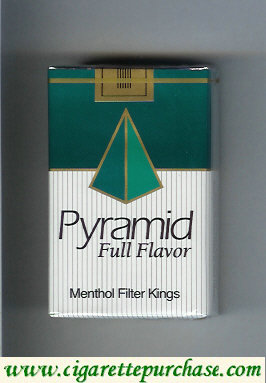 Pyramid
Full Flavor
Menthol Filter Kings
www.cigarettepurchase.com